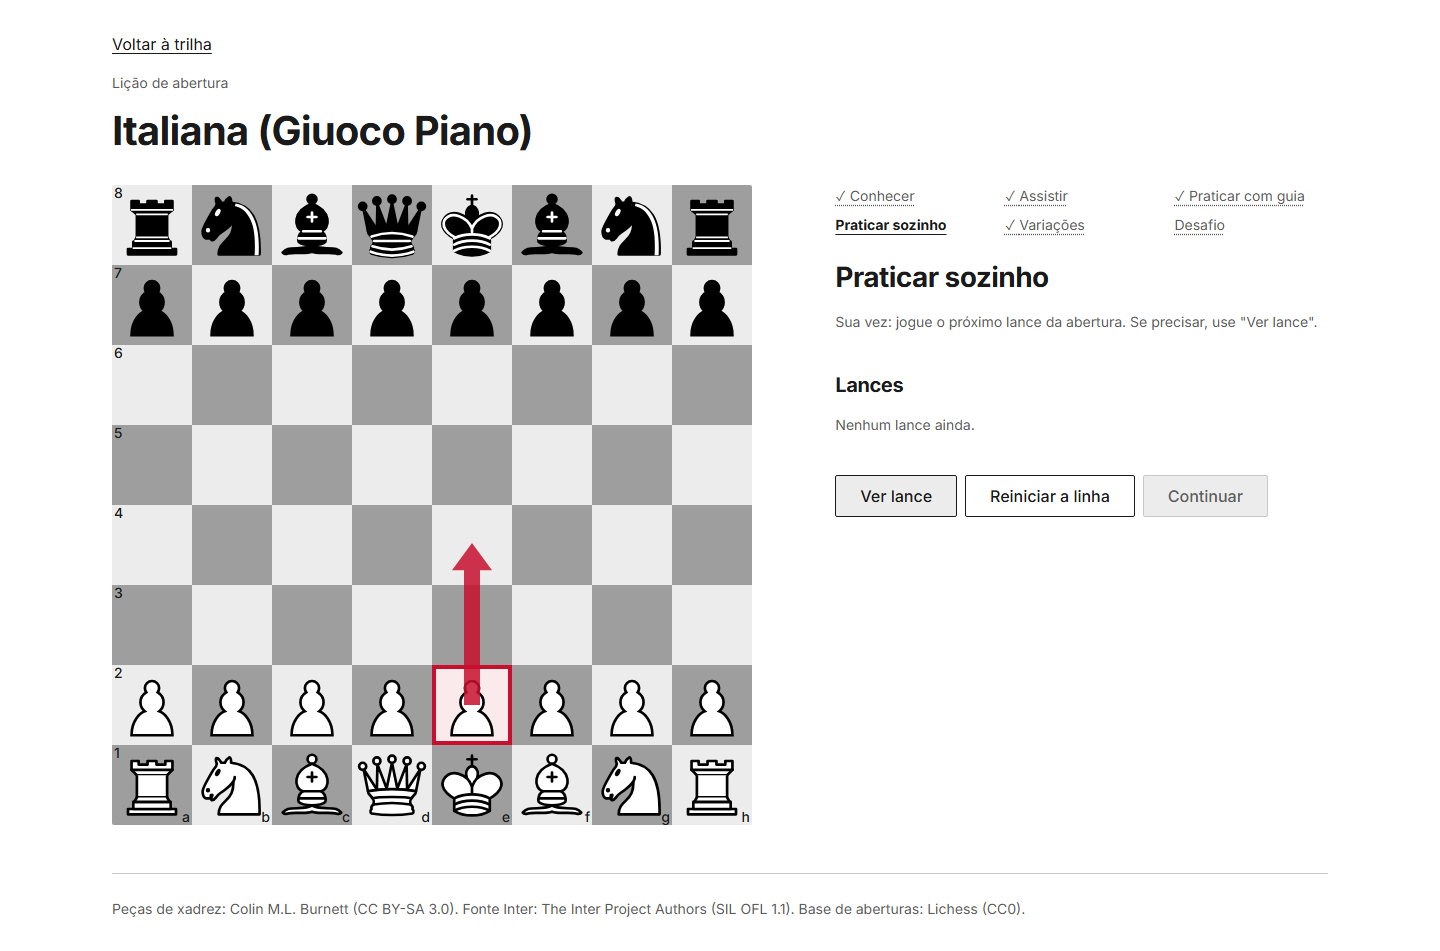 Voltar à trilha
Lição de abertura
Italiana (Giuoco Piano)
8
7
6
5
4
3
2
1
a b c d e f g h
✓ Conhecer ✓ Assistir ✓ Praticar com guia
Praticar sozinho ✓ Variações Desafio
Praticar sozinho
Sua vez: jogue o próximo lance da abertura. Se precisar, use "Ver lance".
Lances
Nenhum lance ainda.
Ver lance Reiniciar a linha Continuar
Peças de xadrez: Colin M.L. Burnett (CC BY-SA 3.0). Fonte Inter: The Inter Project Authors (SIL OFL 1.1). Base de aberturas: Lichess (CC0).